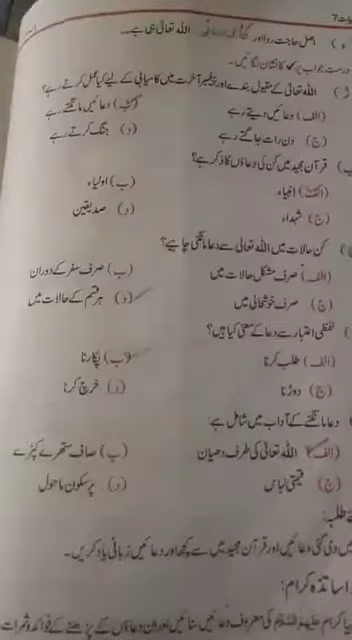 اصل حاجت روا اور اللہ تعالیٰ ہی ہے۔
درست جواب پر ✓ کا نشان لگائیں۔
اللہ تعالیٰ کے مقبول بندے اور پیغمبر آخرت میں کامیابی کے لیے کیا عمل کرتے رہے؟
(الف) دعائیں دیتے رہے (ب) دعائیں مانگتے رہے
(ج) دن رات جاگتے رہے (د) جنگ کرتے رہے
قرآن مجید میں کن کی دعاؤں کا ذکر ہے؟
(الف) انبیاء (ب) اولیاء
(ج) شہداء (د) صدیقین
کن حالات میں اللہ تعالیٰ سے دعا مانگنی چاہیے؟
(الف) صرف مشکل حالات میں (ب) صرف سفر کے دوران
(ج) صرف خوشحالی میں (د) ہر قسم کے حالات میں
لفظی اعتبار سے دعا کے معنی کیا ہیں؟
(الف) طلب کرنا (ب) پکارنا
(ج) دوڑنا (د) خرچ کرنا
دعا مانگنے کے آداب میں شامل ہے:
(الف) اللہ تعالیٰ کی طرف دھیان (ب) صاف ستھرے کپڑے
(ج) قیمتی لباس (د) پرسکون ماحول
طلبہ:
میں دی گئی دعائیں اور قرآن مجید میں سے کچھ اور دعائیں زبانی یاد کریں۔
اساتذہ کرام:
کرام علیہم السلام کی معروف دعائیں بتائیں اور ان دعاؤں کے پڑھنے کے فوائد و ثمرات